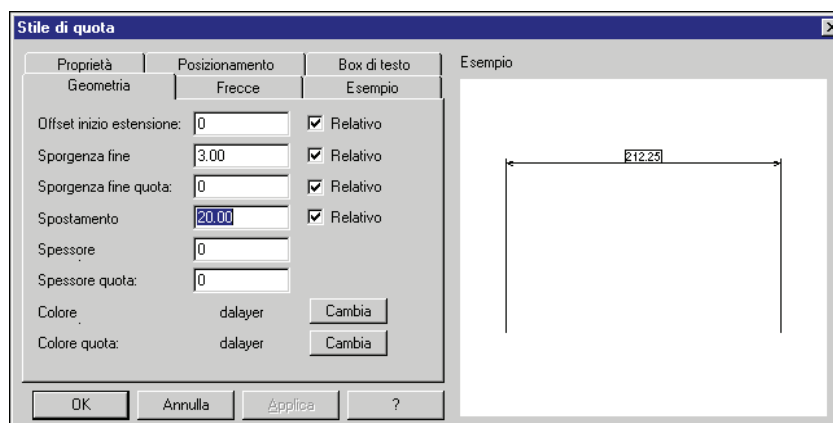 Stile di quota
Proprietà Posizionamento Box di testo
Geometria Frecce Esempio
Offset inizio estensione: 0 Relativo
Sporgenza fine 3.00 Relativo
Sporgenza fine quota: 0 Relativo
Spostamento 20.00 Relativo
Spessore 0
Spessore quota: 0
Colore dalayer Cambia
Colore quota: dalayer Cambia
OK Annulla Applica ?
Esempio
212.25